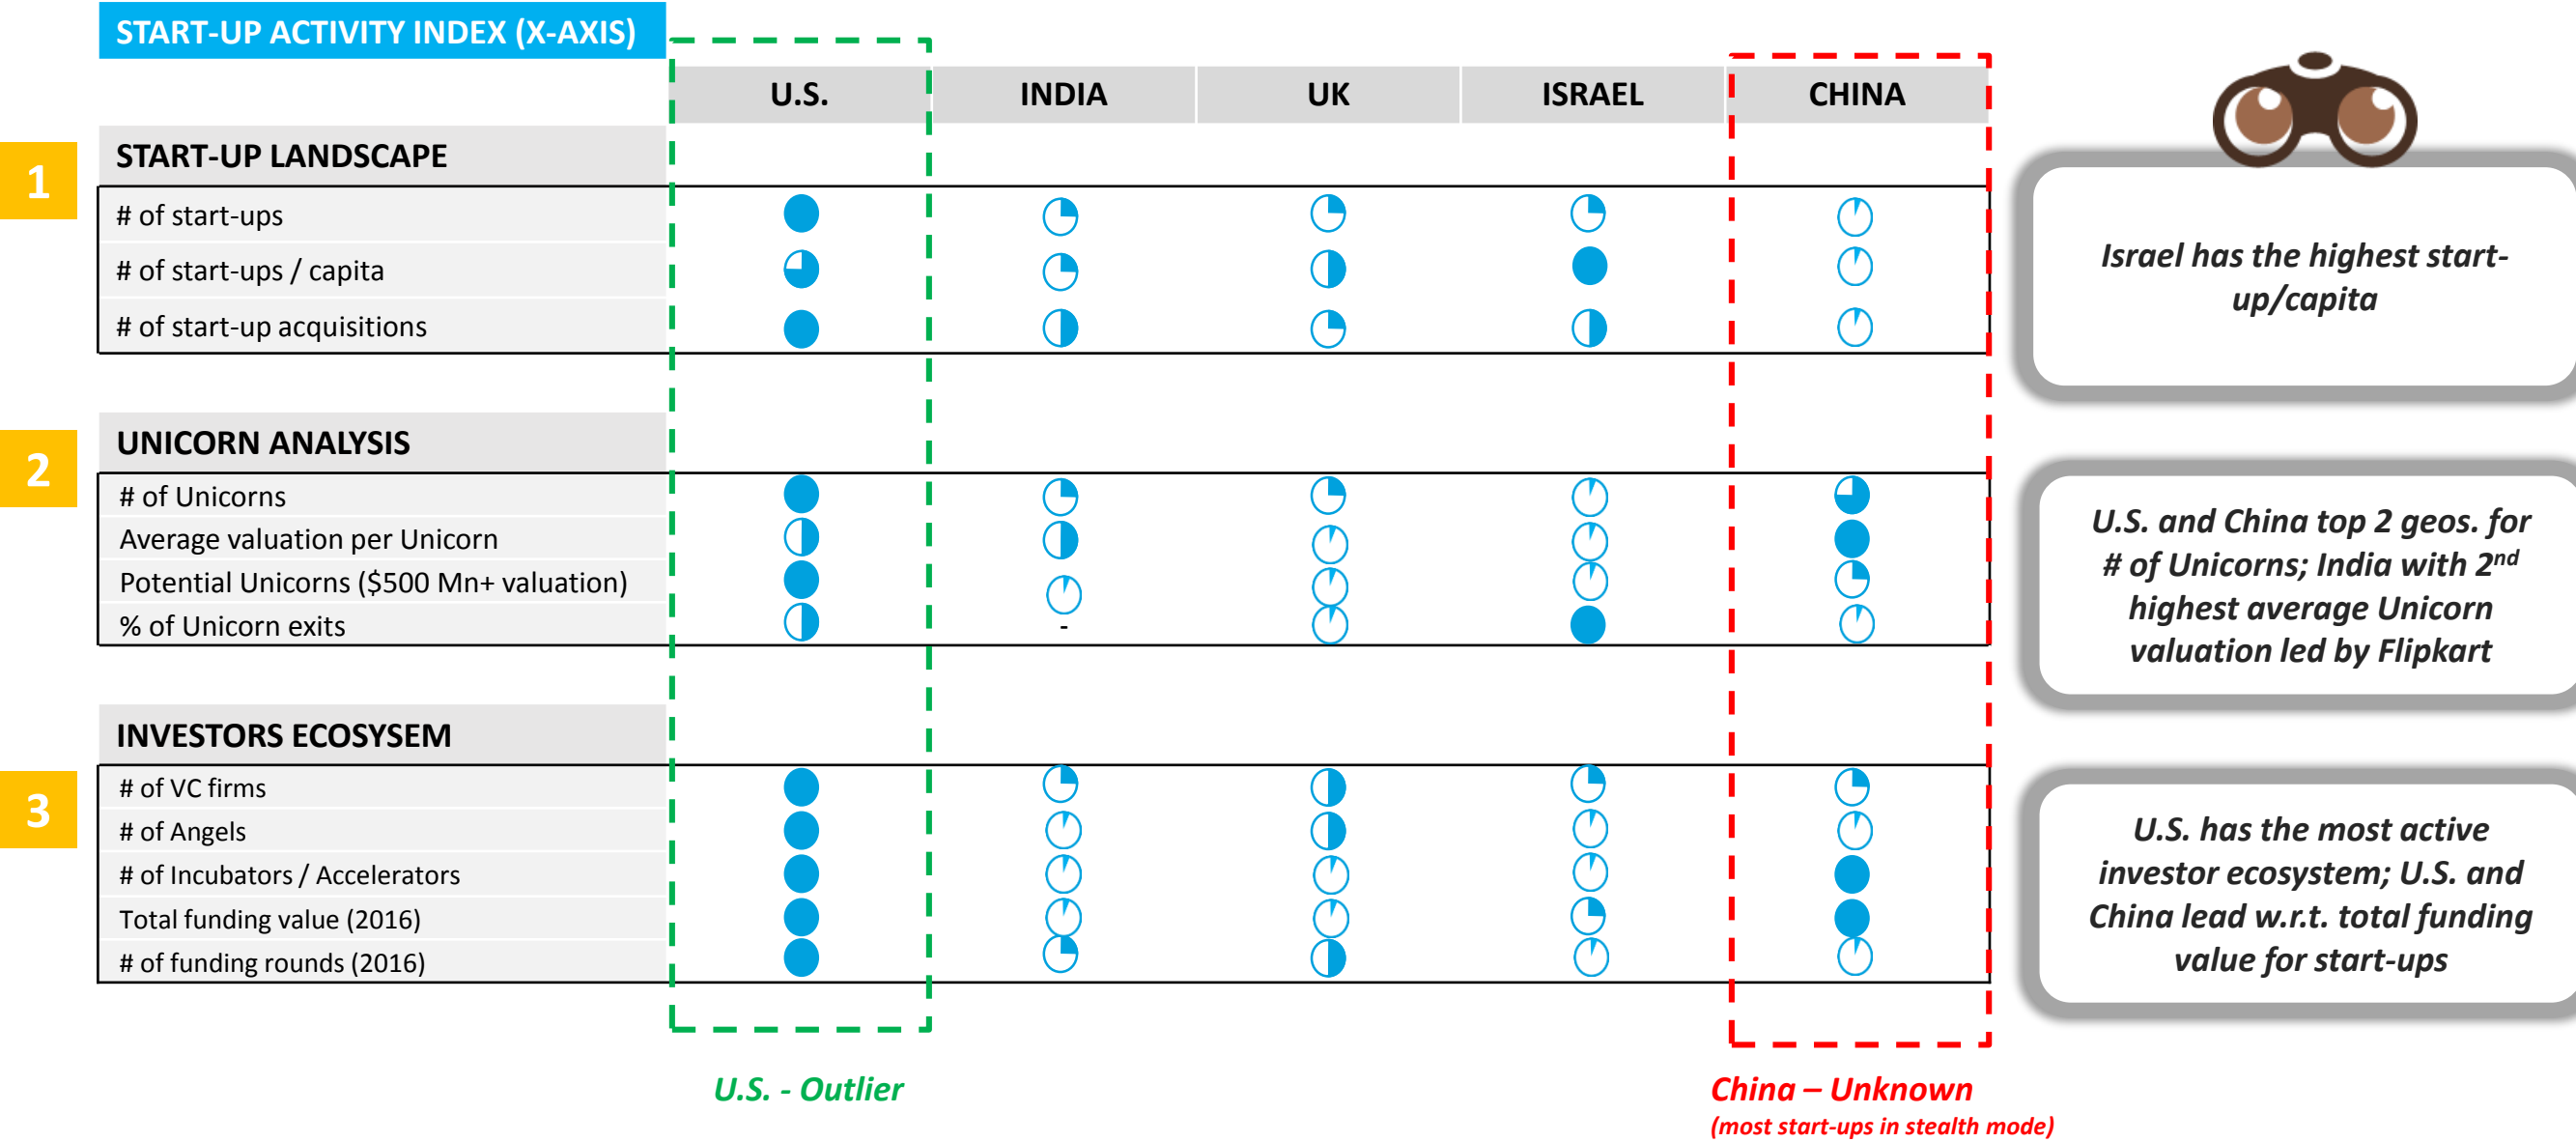 START-UP ACTIVITY INDEX (X-AXIS)
U.S. INDIA UK ISRAEL CHINA
1
START-UP LANDSCAPE
# of start-ups
# of start-ups / capita
# of start-up acquisitions
Israel has the highest start-
up/capita
2
UNICORN ANALYSIS
# of Unicorns
Average valuation per Unicorn
Potential Unicorns ($500 Mn+ valuation)
% of Unicorn exits -
U.S. and China top 2 geos. for
# of Unicorns; India with 2nd
highest average Unicorn
valuation led by Flipkart
3
INVESTORS ECOSYSEM
# of VC firms
# of Angels
# of Incubators / Accelerators
Total funding value (2016)
# of funding rounds (2016)
U.S. has the most active
investor ecosystem; U.S. and
China lead w.r.t. total funding
value for start-ups
U.S. - Outlier
China – Unknown
(most start-ups in stealth mode)